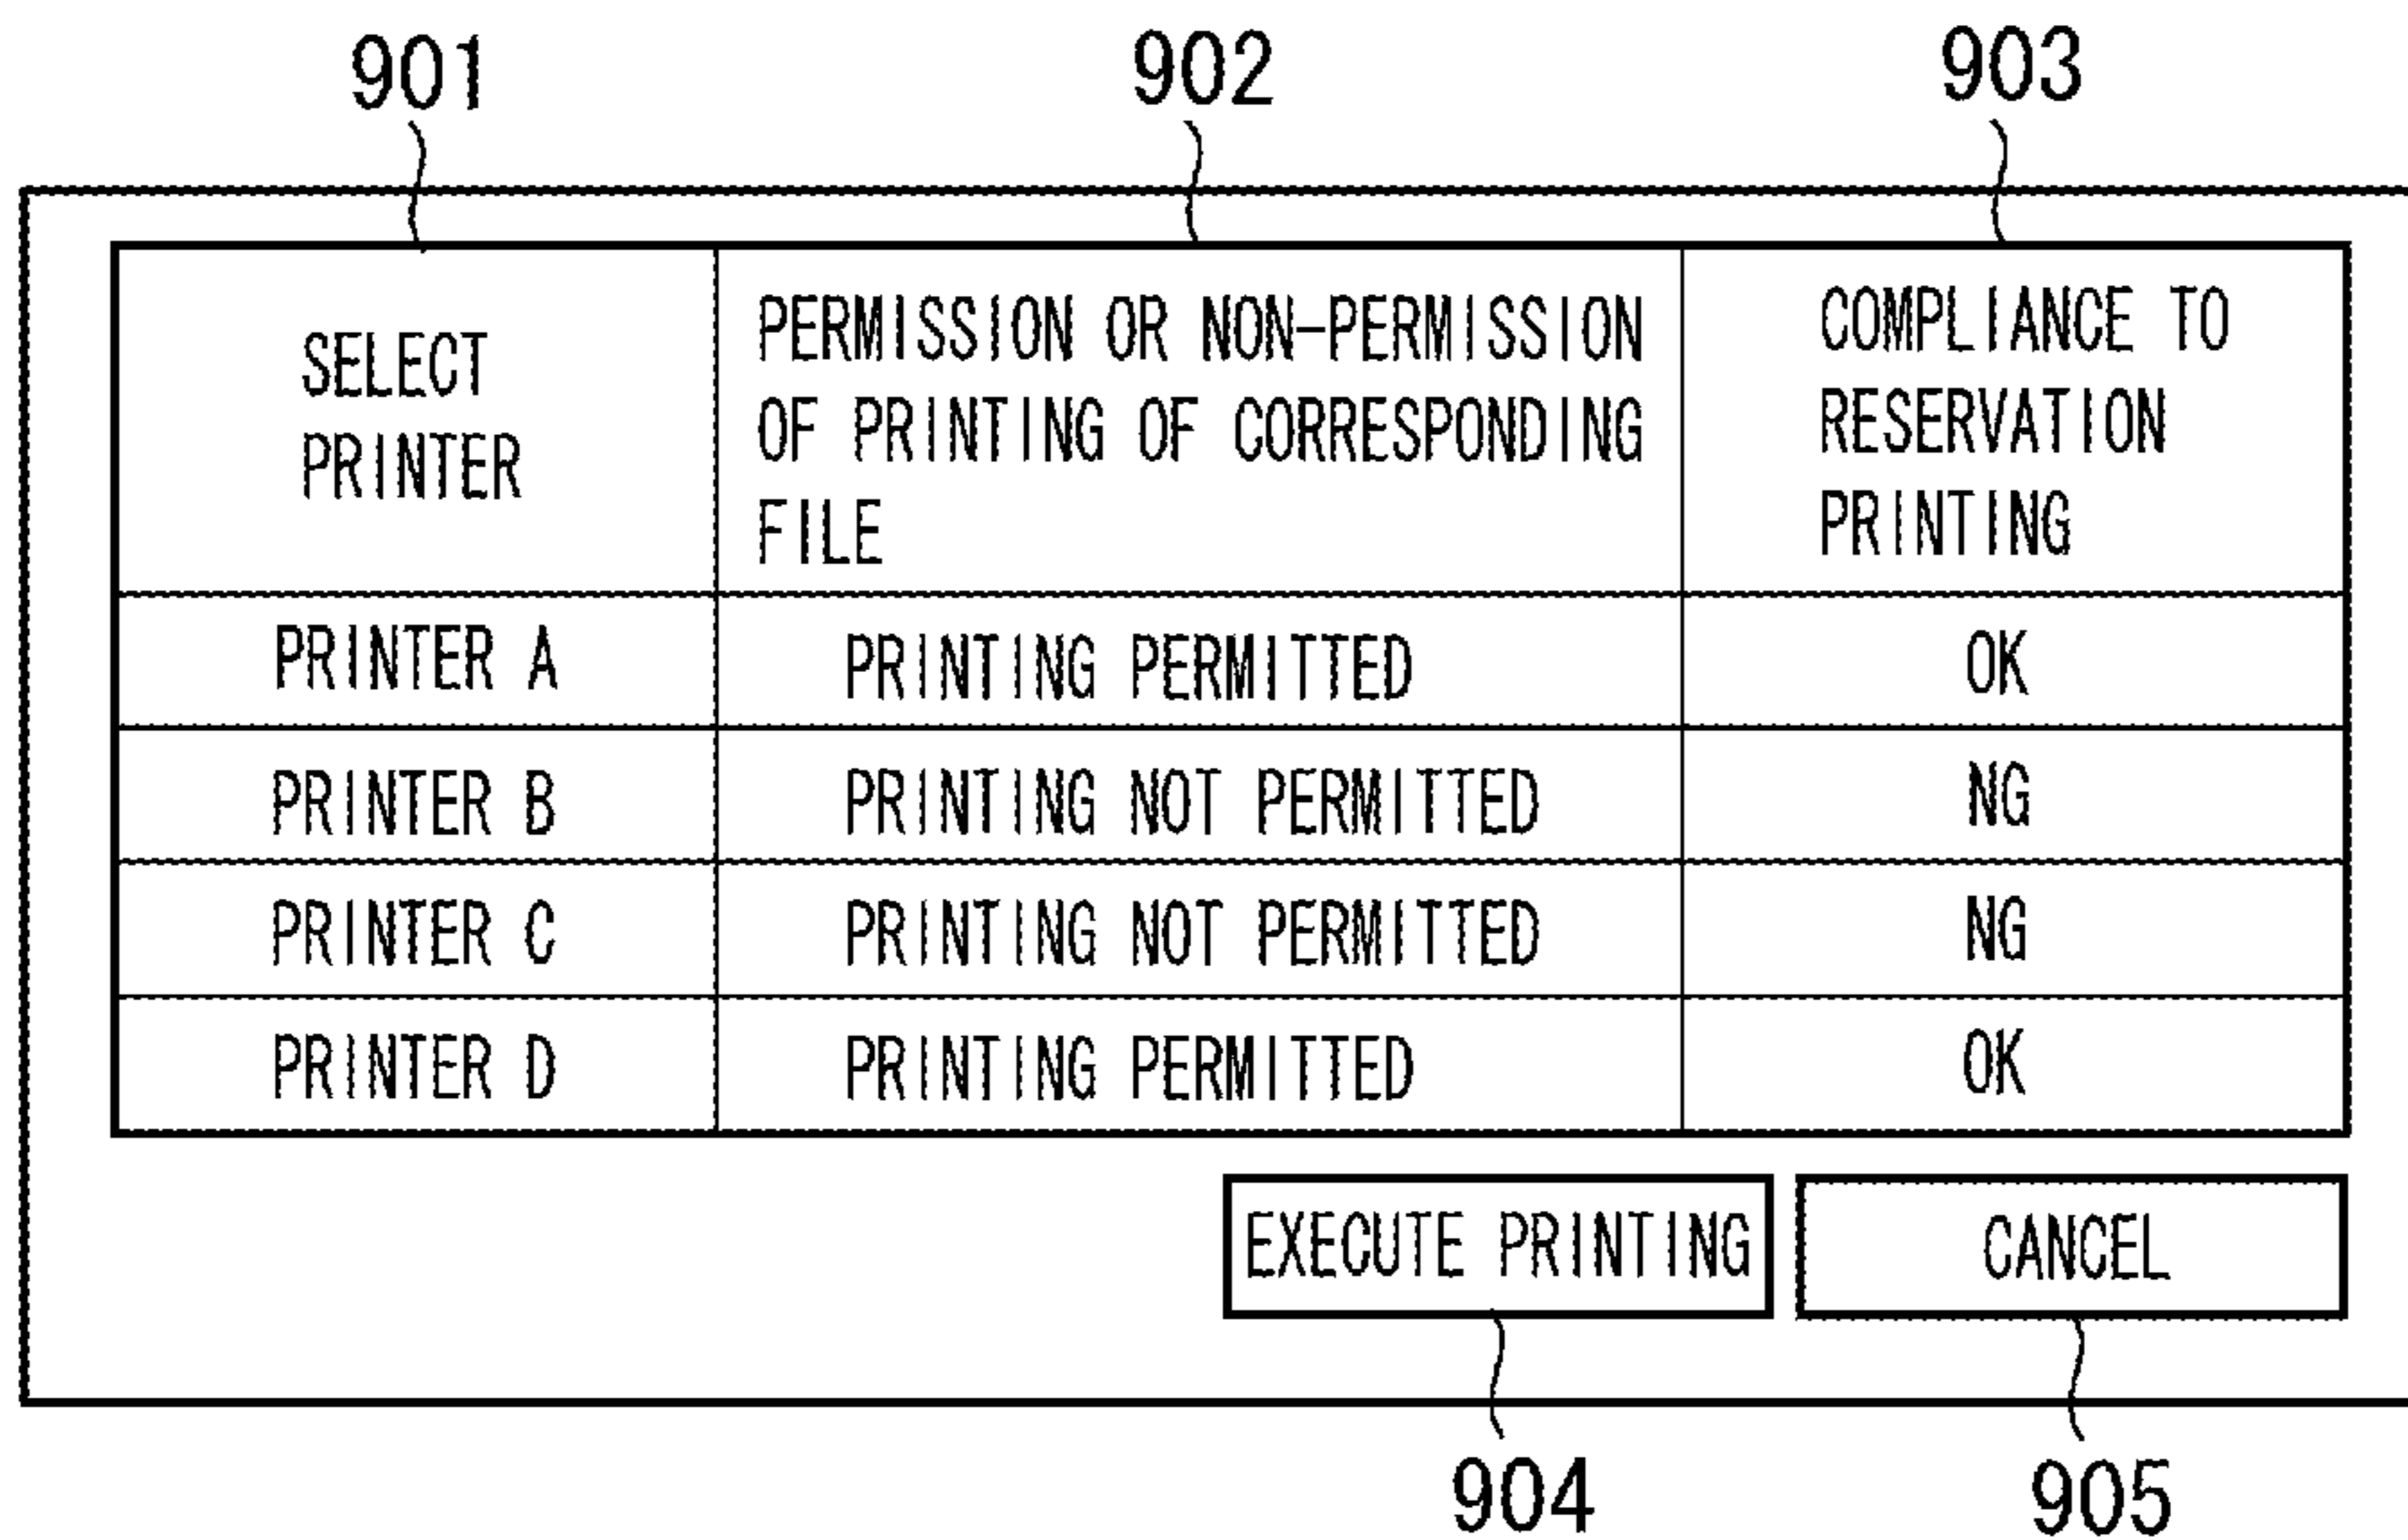 901
902
903
SELECT
PRINTER
PERMISSION OR NON-PERMISSION
OF PRINTING OF CORRESPONDING
FILE
COMPLIANCE TO
RESERVATION
PRINTING
PRINTER A
PRINTING PERMITTED
OK
PRINTER B
PRINTING NOT PERMITTED
NG
PRINTER C
PRINTING NOT PERMITTED
NG
PRINTER D
PRINTING PERMITTED
OK
EXECUTE PRINTING
CANCEL
904
905